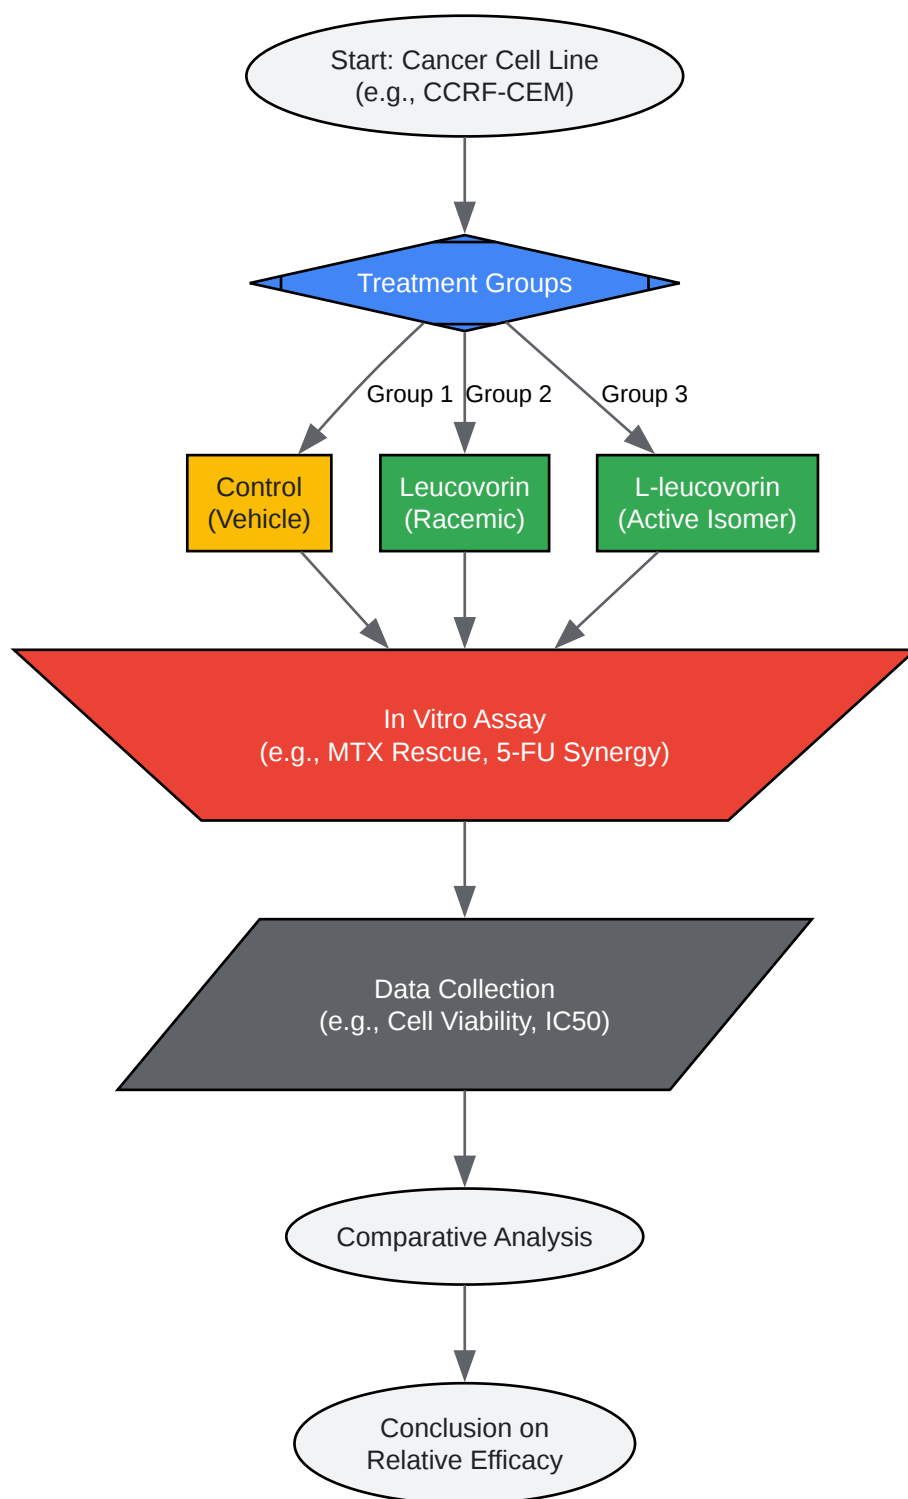 Start: Cancer Cell Line
(e.g., CCRF-CEM)
Treatment Groups
Group 1
Group 2
Group 3
Control
(Vehicle)
Leucovorin
(Racemic)
L-leucovorin
(Active Isomer)
In Vitro Assay
(e.g., MTX Rescue, 5-FU Synergy)
Data Collection
(e.g., Cell Viability, IC50)
Comparative Analysis
Conclusion on
Relative Efficacy